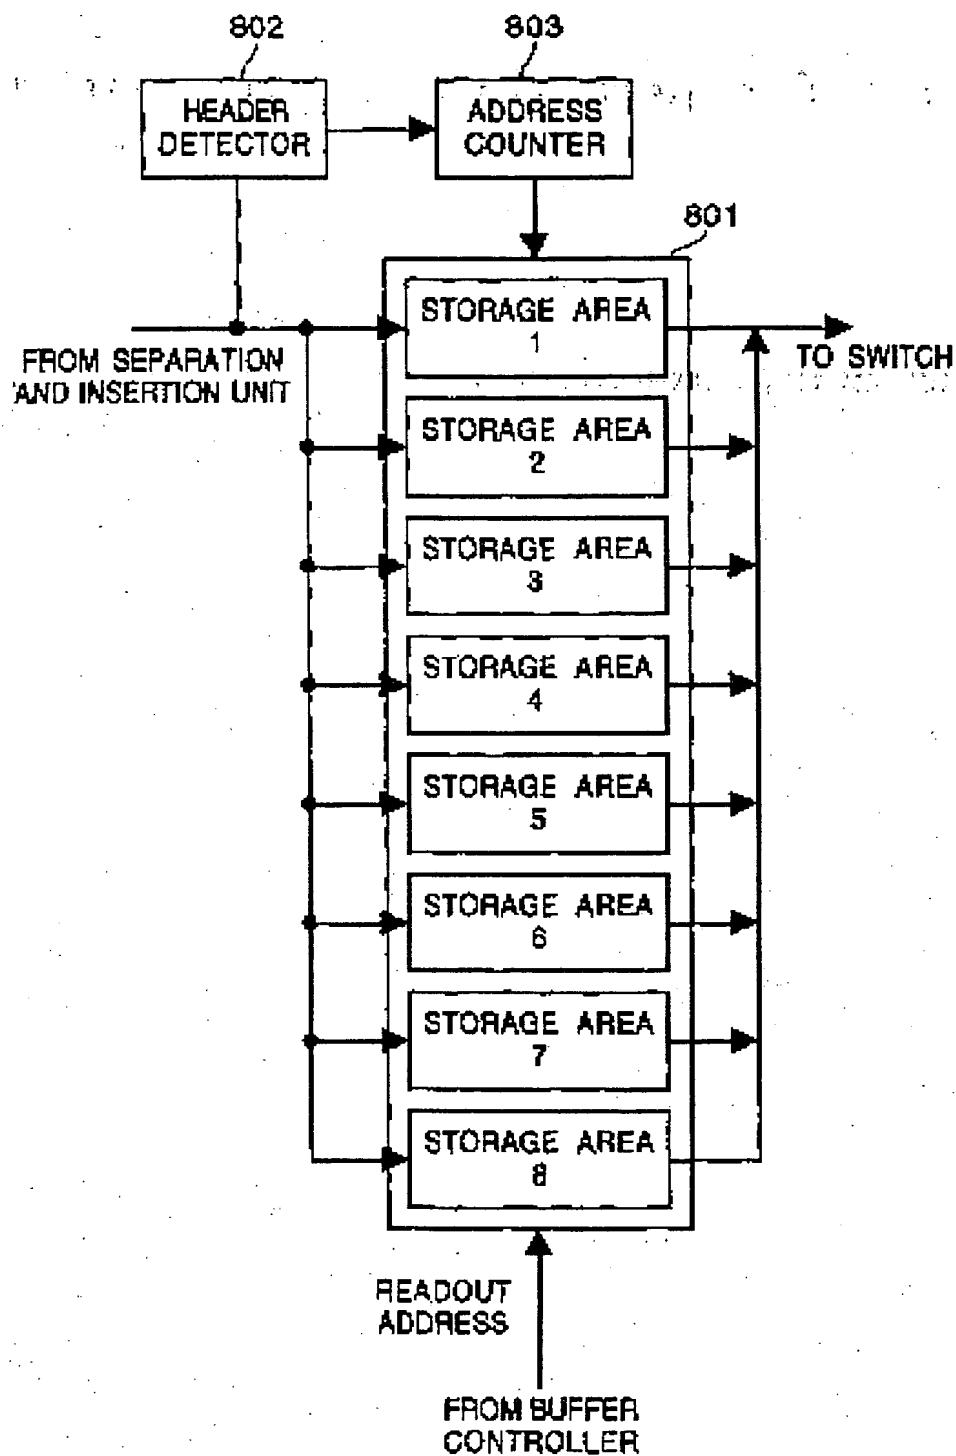 802
803
HEADER
DETECTOR
ADDRESS
COUNTER
801
STORAGE AREA
1
FROM SEPARATION
AND INSERTION UNIT
TO SWITCH
STORAGE AREA
2
STORAGE AREA
3
STORAGE AREA
4
STORAGE AREA
5
STORAGE AREA
6
STORAGE AREA
7
STORAGE AREA
8
READOUT
ADDRESS
FROM BUFFER
CONTROLLER